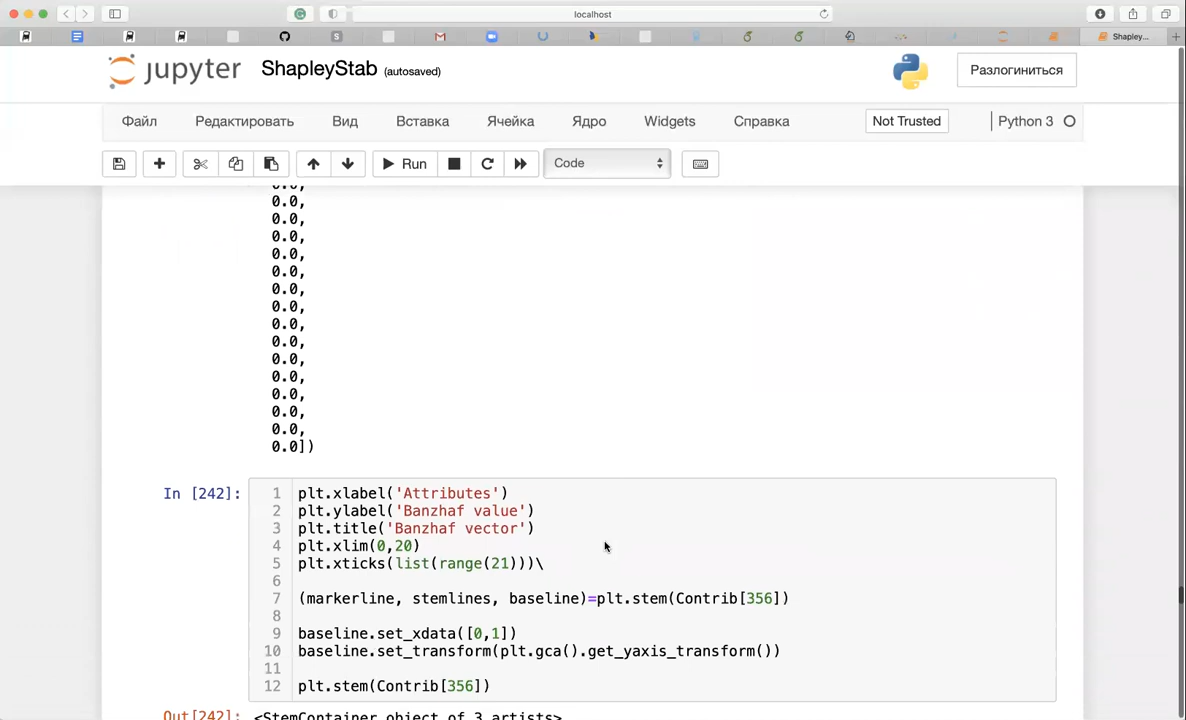 localhost
Shapley...
jupyter ShapleyStab (autosaved)
Разлогиниться
Файл Редактировать Вид Вставка Ячейка Ядро Widgets Справка Not Trusted Python 3
Run Code
0.0,
0.0,
0.0,
0.0,
0.0,
0.0,
0.0,
0.0,
0.0,
0.0,
0.0,
0.0,
0.0,
0.0,
0.0])
In [242]:
1 plt.xlabel('Attributes')
2 plt.ylabel('Banzhaf value')
3 plt.title('Banzhaf vector')
4 plt.xlim(0,20)
5 plt.xticks(list(range(21)))\
6
7 (markerline, stemlines, baseline)=plt.stem(Contrib[356])
8
9 baseline.set_xdata([0,1])
10 baseline.set_transform(plt.gca().get_yaxis_transform())
11
12 plt.stem(Contrib[356])
Out[242]: <StemContainer object of 3 artists>